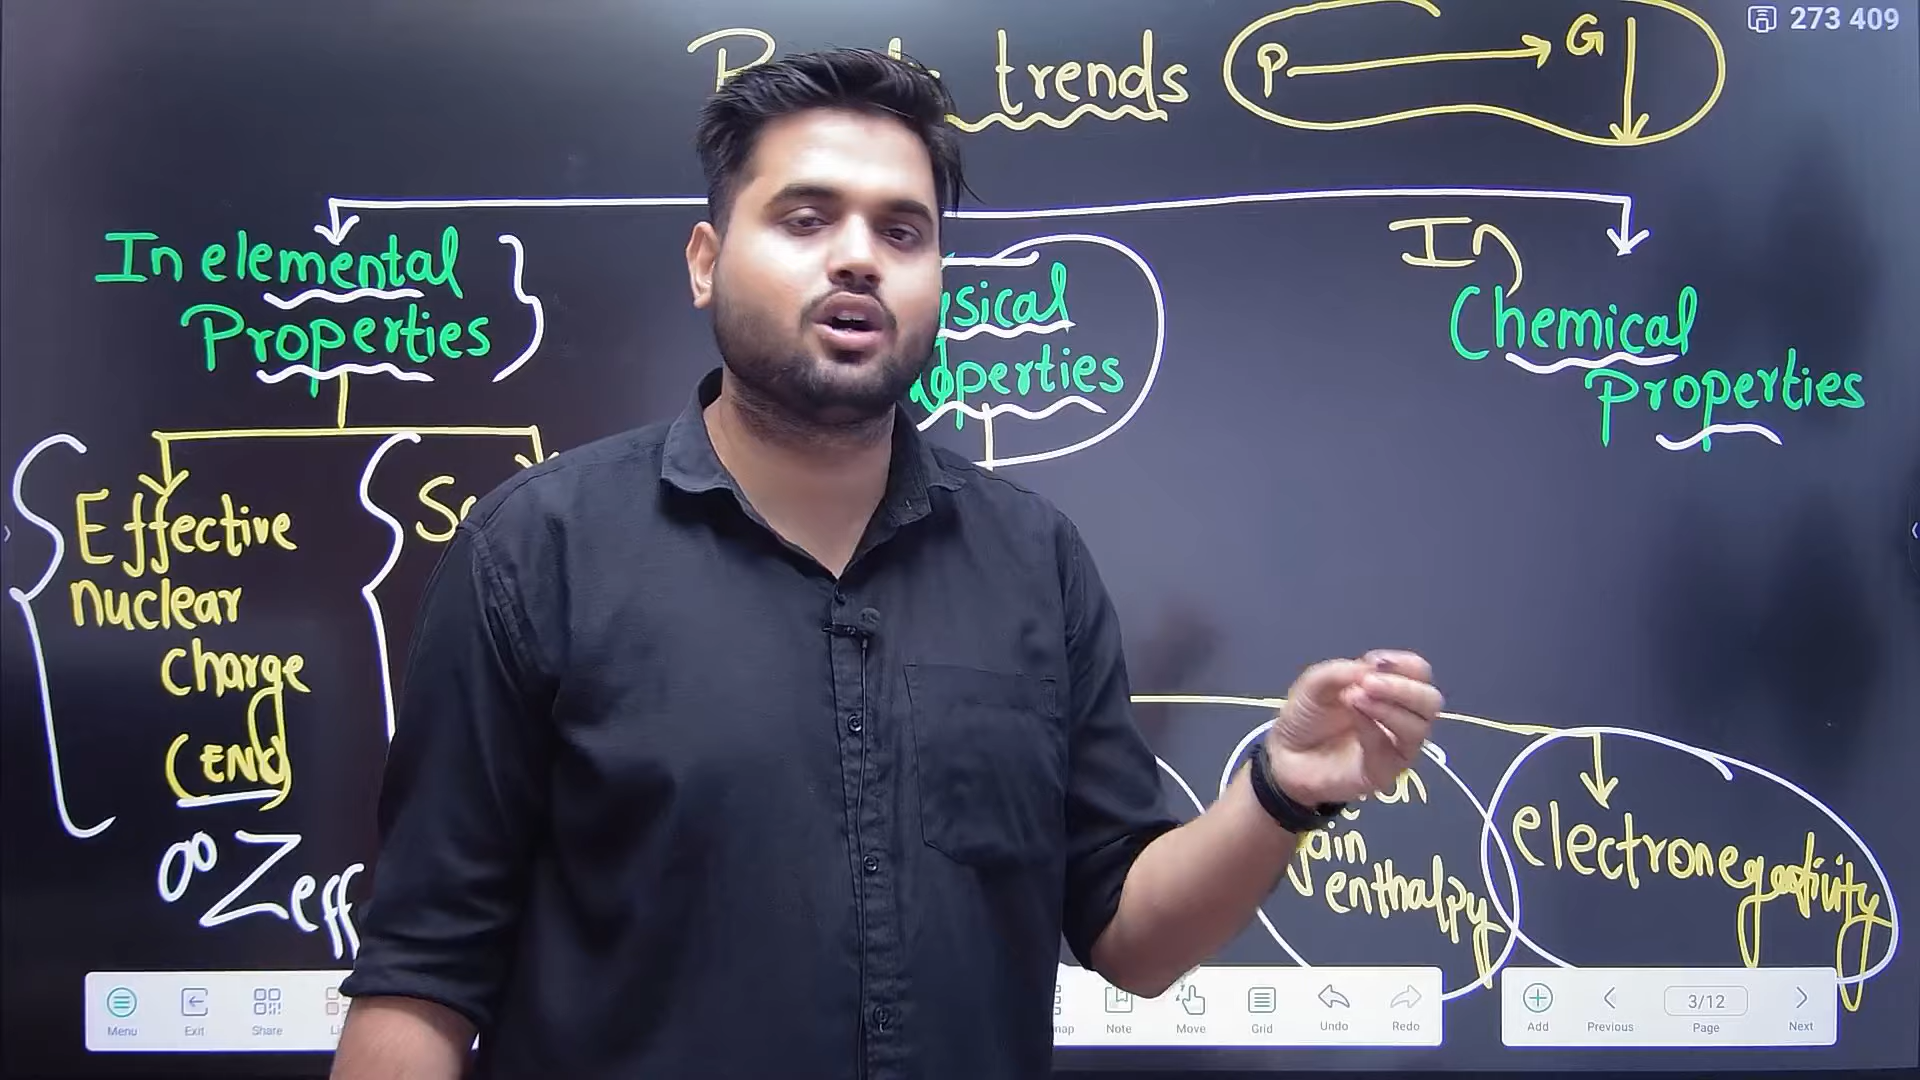 273 409
trends
P → G ↓
In elemental
Properties
sical
operties
In
Chemical
Properties
Effective
nuclear
charge
(ENC)
∞ Zeff
gain
enthalpy
electronegativity
Menu
Exit
Share
Note
Move
Grid
Undo
Redo
Add
Previous
3/12
Page
Next